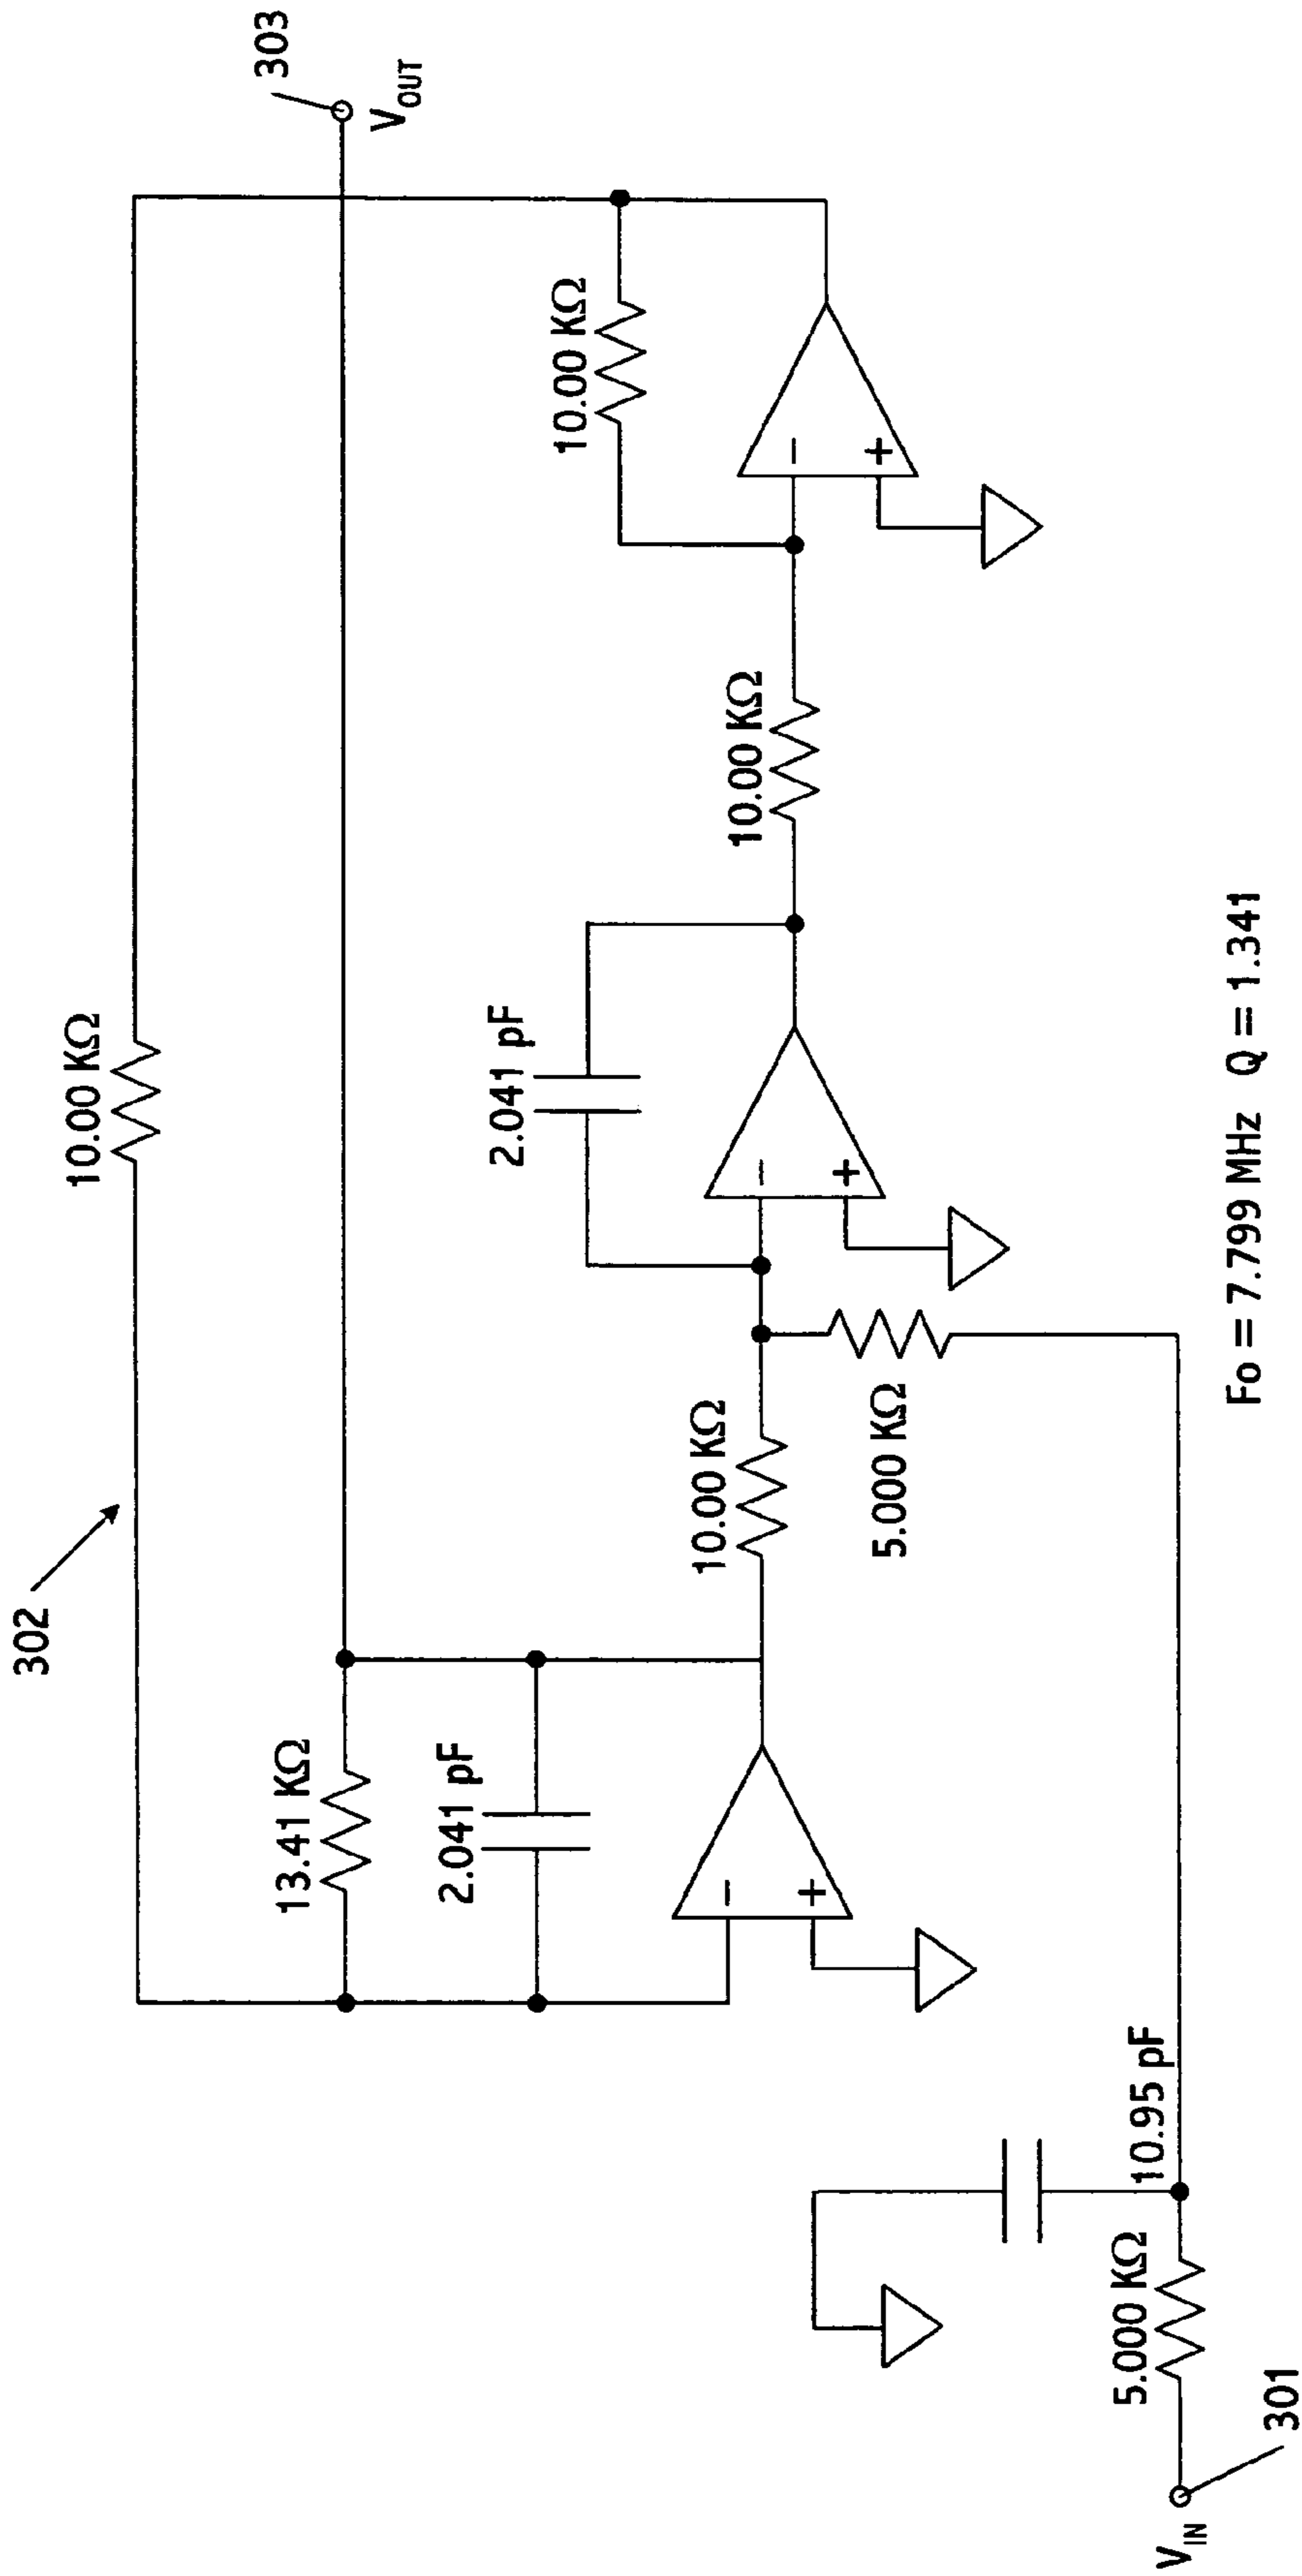 302
10.00 KΩ
303
V_OUT
13.41 KΩ
2.041 pF
2.041 pF
10.00 KΩ
10.00 KΩ
10.00 KΩ
5.000 KΩ
−
+
−
+
−
+
10.95 pF
5.000 KΩ
V_IN
301
Fo = 7.799 MHz Q = 1.341